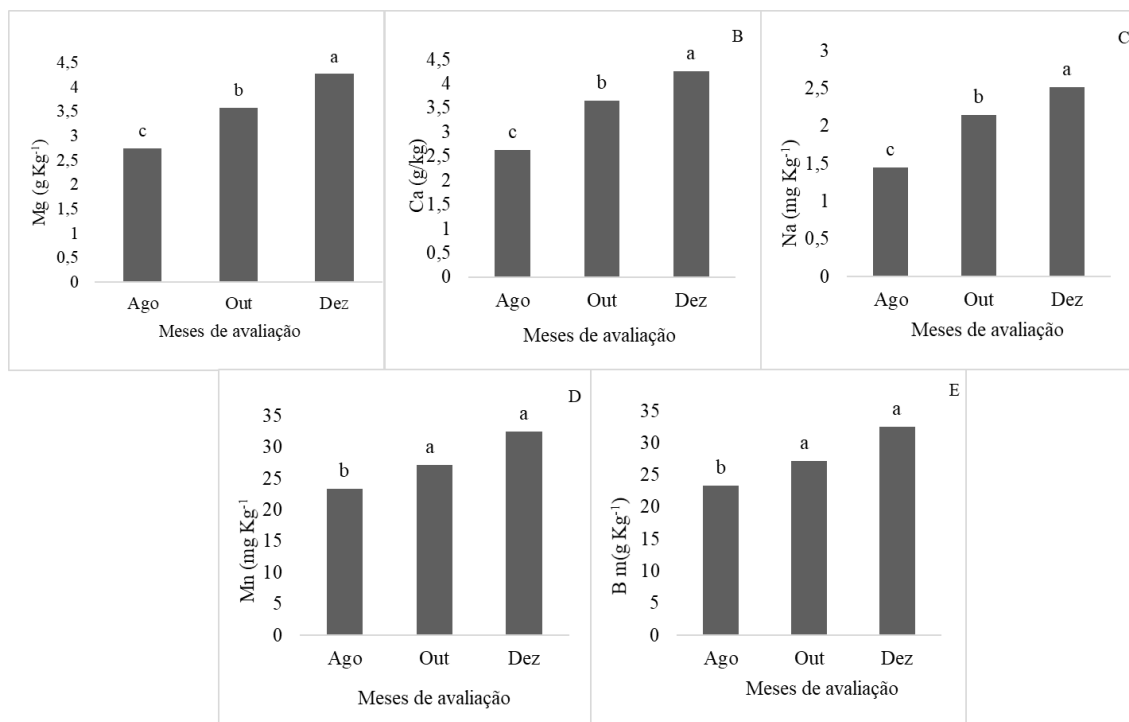 4,5
4
3,5
3
2,5
2
1,5
1
0,5
0
Mg (g Kg⁻¹)
c
b
a
Ago Out Dez
Meses de avaliação
B
4,5
4
3,5
3
2,5
2
1,5
1
0,5
0
Ca (g/kg)
c
b
a
Ago Out Dez
Meses de avaliação
C
3
2,5
2
1,5
1
0,5
0
Na (mg Kg⁻¹)
c
b
a
Ago Out Dez
Meses de avaliação
D
35
30
25
20
15
10
5
0
Mn (mg Kg⁻¹
b
a
a
Ago Out Dez
Meses de avaliação
E
35
30
25
20
15
10
5
0
B m(g Kg⁻¹)
b
a
a
Ago Out Dez
Meses de avaliação